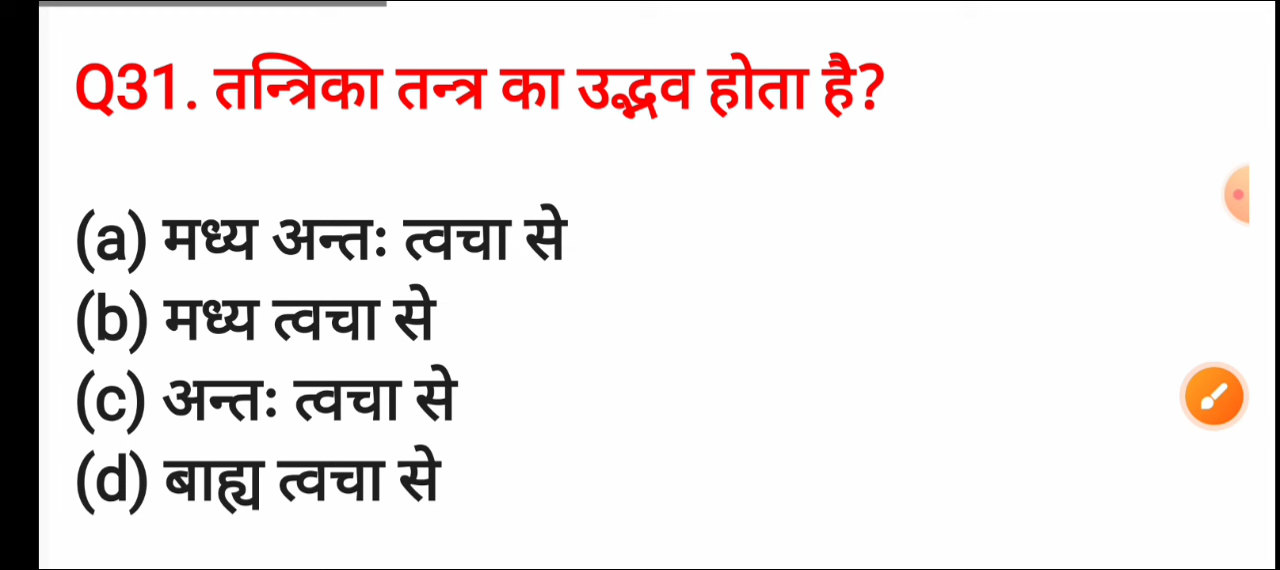 Q31. तन्त्रिका तन्त्र का उद्भव होता है?
(a) मध्य अन्तः त्वचा से
(b) मध्य त्वचा से
(c) अन्तः त्वचा से
(d) बाह्य त्वचा से